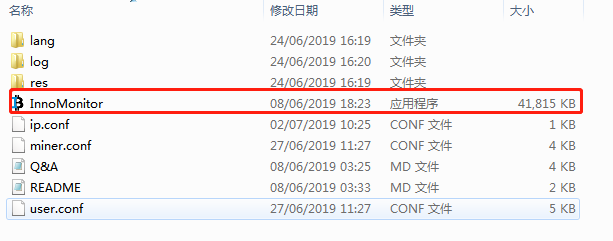 名称 修改日期 类型 大小
lang 24/06/2019 16:19 文件夹
log 24/06/2019 16:20 文件夹
res 24/06/2019 16:19 文件夹
InnoMonitor 08/06/2019 18:23 应用程序 41,815 KB
ip.conf 02/07/2019 10:25 CONF 文件 1 KB
miner.conf 27/06/2019 11:27 CONF 文件 4 KB
Q&A 08/06/2019 03:25 MD 文件 4 KB
README 08/06/2019 03:33 MD 文件 2 KB
user.conf 27/06/2019 11:27 CONF 文件 5 KB